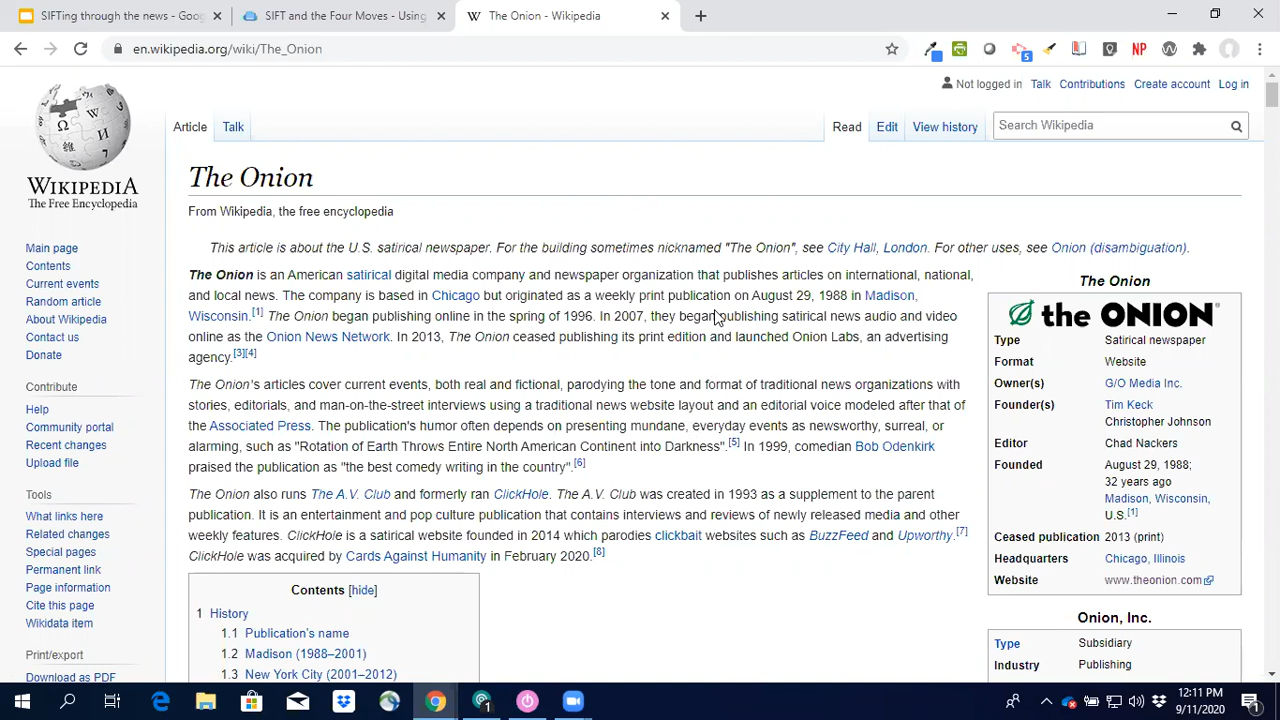 SIFTing through the news - Goog
SIFT and the Four Moves - Using
The Onion - Wikipedia
en.wikipedia.org/wiki/The_Onion
5
NP
Not logged in Talk Contributions Create account Log in
Article Talk
Read Edit View history
Search Wikipedia
WIKIPEDIA
The Free Encyclopedia
Main page
Contents
Current events
Random article
About Wikipedia
Contact us
Donate
Contribute
Help
Community portal
Recent changes
Upload file
Tools
What links here
Related changes
Special pages
Permanent link
Page information
Cite this page
Wikidata item
Print/export
Download as PDF
The Onion
From Wikipedia, the free encyclopedia
This article is about the U.S. satirical newspaper. For the building sometimes nicknamed "The Onion", see City Hall, London. For other uses, see Onion (disambiguation).
The Onion is an American satirical digital media company and newspaper organization that publishes articles on international, national,
and local news. The company is based in Chicago but originated as a weekly print publication on August 29, 1988 in Madison,
Wisconsin.[1] The Onion began publishing online in the spring of 1996. In 2007, they began publishing satirical news audio and video
online as the Onion News Network. In 2013, The Onion ceased publishing its print edition and launched Onion Labs, an advertising
agency.[3][4]
The Onion's articles cover current events, both real and fictional, parodying the tone and format of traditional news organizations with
stories, editorials, and man-on-the-street interviews using a traditional news website layout and an editorial voice modeled after that of
the Associated Press. The publication's humor often depends on presenting mundane, everyday events as newsworthy, surreal, or
alarming, such as "Rotation of Earth Throws Entire North American Continent into Darkness".[5] In 1999, comedian Bob Odenkirk
praised the publication as "the best comedy writing in the country".[6]
The Onion also runs The A.V. Club and formerly ran ClickHole. The A.V. Club was created in 1993 as a supplement to the parent
publication. It is an entertainment and pop culture publication that contains interviews and reviews of newly released media and other
weekly features. ClickHole is a satirical website founded in 2014 which parodies clickbait websites such as BuzzFeed and Upworthy.[7]
ClickHole was acquired by Cards Against Humanity in February 2020.[8]
Contents [hide]
1 History
1.1 Publication's name
1.2 Madison (1988–2001)
1.3 New York City (2001–2012)
The Onion
the ONION®
Type Satirical newspaper
Format Website
Owner(s) G/O Media Inc.
Founder(s) Tim Keck
Christopher Johnson
Editor Chad Nackers
Founded August 29, 1988;
32 years ago
Madison, Wisconsin,
U.S.[1]
Ceased publication 2013 (print)
Headquarters Chicago, Illinois
Website www.theonion.com
Onion, Inc.
Type Subsidiary
Industry Publishing
12:11 PM
9/11/2020